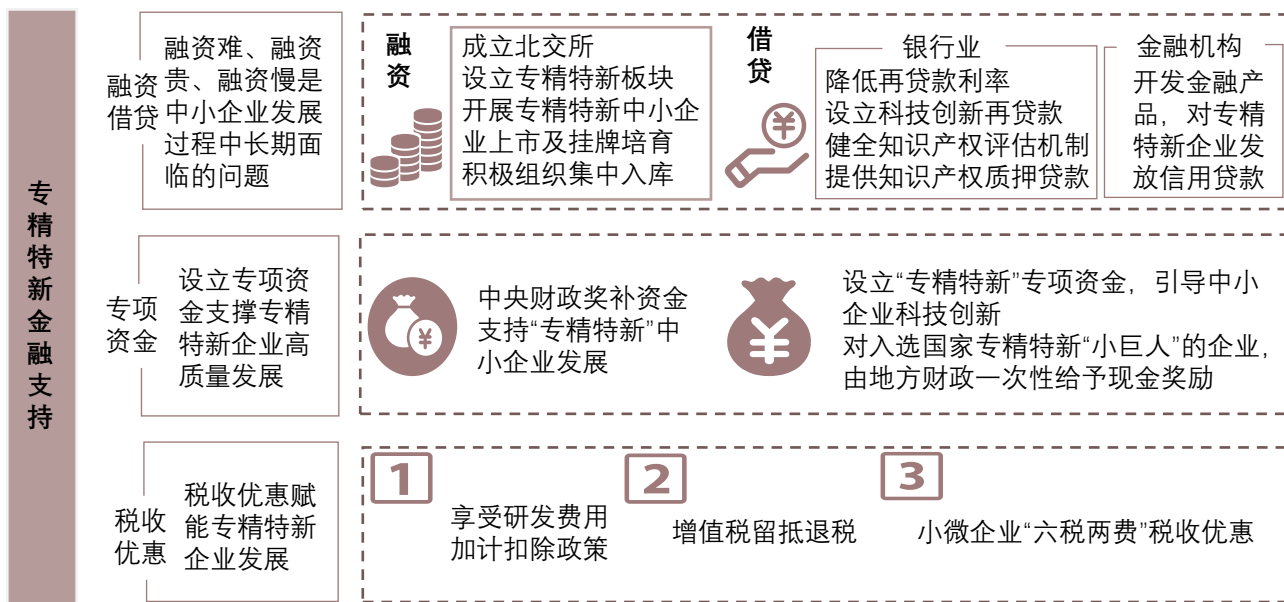 专精特新金融支持
融资
借贷
融资难、融资
贵、融资慢是
中小企业发展
过程中长期面
临的问题
融资
成立北交所
设立专精特新板块
开展专精特新中小企
业上市及挂牌培育
积极组织集中入库
借贷
银行业
降低再贷款利率
设立科技创新再贷款
健全知识产权评估机制
提供知识产权质押贷款
金融机构
开发金融产
品，对专精
特新企业发
放信用贷款
专项
资金
设立专项资
金支撑专精
特新企业高
质量发展
中央财政奖补资金
支持“专精特新”中
小企业发展
设立“专精特新”专项资金，引导中小
企业科技创新
对入选国家专精特新“小巨人”的企业，
由地方财政一次性给予现金奖励
税收
优惠
税收优惠赋
能专精特新
企业发展
1
享受研发费用
加计扣除政策
2
增值税留抵退税
3
小微企业“六税两费”税收优惠